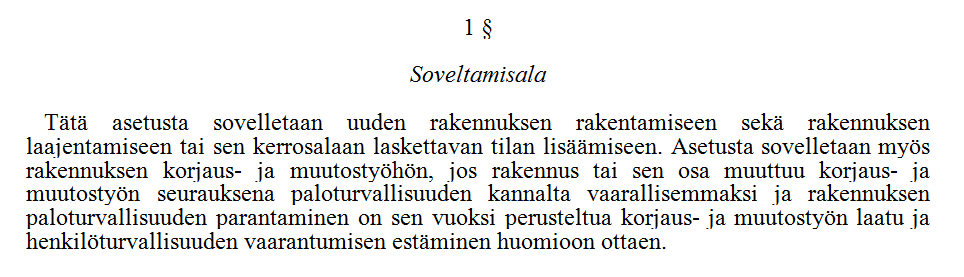 1 §
Soveltamisala
Tätä asetusta sovelletaan uuden rakennuksen rakentamiseen sekä rakennuksen
laajentamiseen tai sen kerrosalaan laskettavan tilan lisäämiseen. Asetusta sovelletaan myös
rakennuksen korjaus- ja muutostyöhön, jos rakennus tai sen osa muuttuu korjaus- ja
muutostyön seurauksena paloturvallisuuden kannalta vaarallisemmaksi ja rakennuksen
paloturvallisuuden parantaminen on sen vuoksi perusteltua korjaus- ja muutostyön laatu ja
henkilöturvallisuuden vaarantumisen estäminen huomioon ottaen.